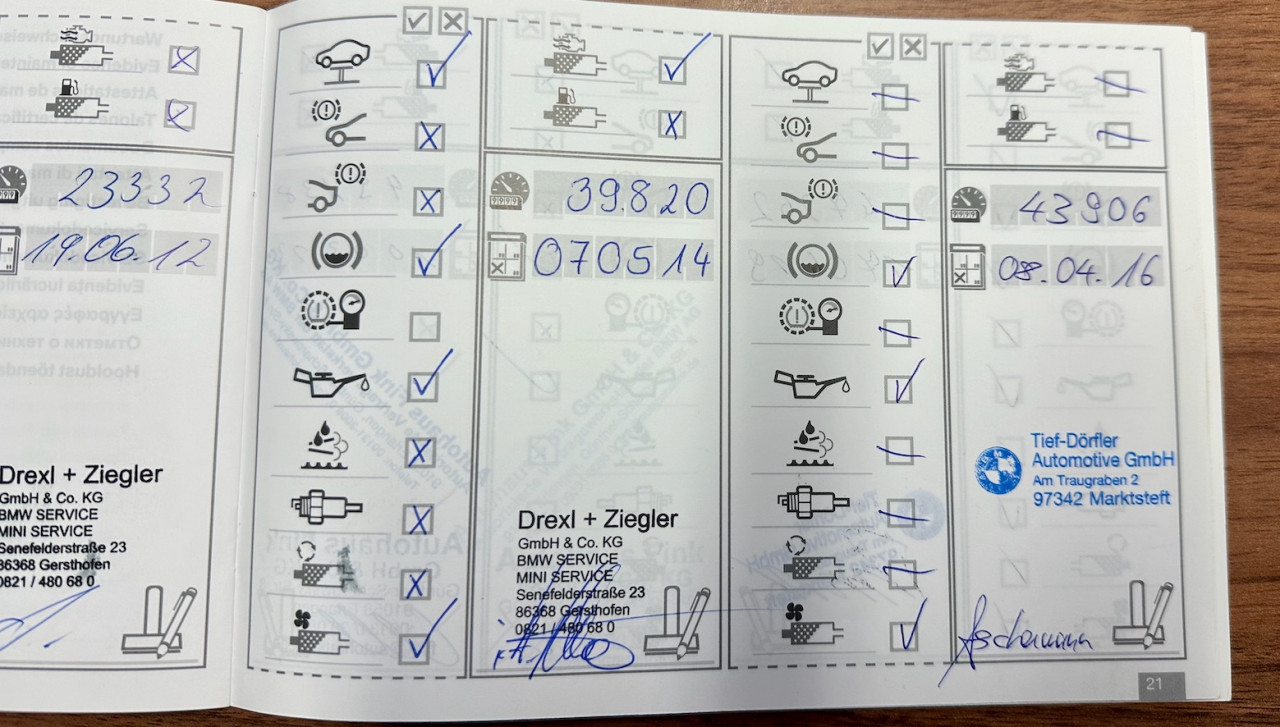 23332
19.06.12
Drexl + Ziegler
GmbH & Co. KG
BMW SERVICE
MINI SERVICE
Senefelderstraße 23
86368 Gersthofen
0821 / 480 68 0
39.820
070514
Drexl + Ziegler
GmbH & Co. KG
BMW SERVICE
MINI SERVICE
Senefelderstraße 23
86368 Gersthofen
0821 / 480 68 0
43906
08.04.16
Tief-Dörfler
Automotive GmbH
Am Traugraben 2
97342 Marktsteft
21